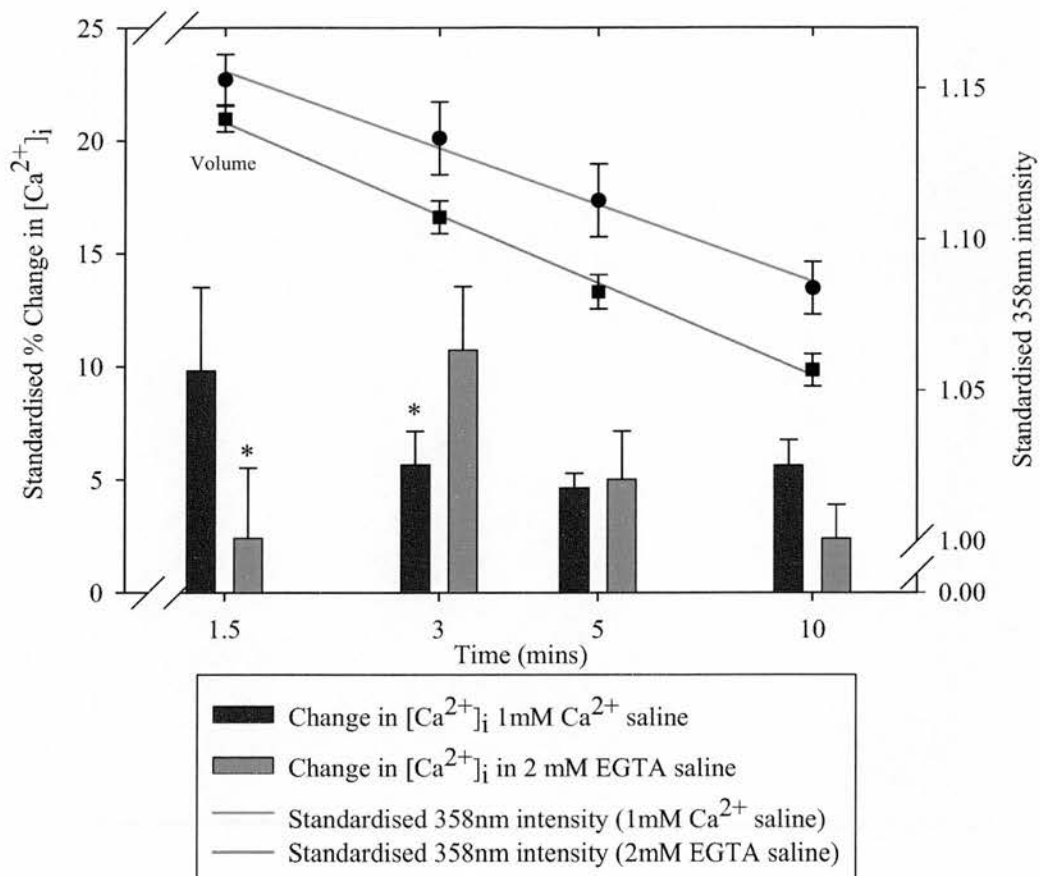 Standardised % Change in [Ca2+]i
25
20
15
10
5
0
Volume
*
*
1.15
1.10
1.05
1.00
0.00
Standardised 358nm intensity
1.5
3
5
10
Time (mins)
Change in [Ca2+]i 1mM Ca2+ saline
Change in [Ca2+]i in 2 mM EGTA saline
Standardised 358nm intensity (1mM Ca2+ saline)
Standardised 358nm intensity (2mM EGTA saline)